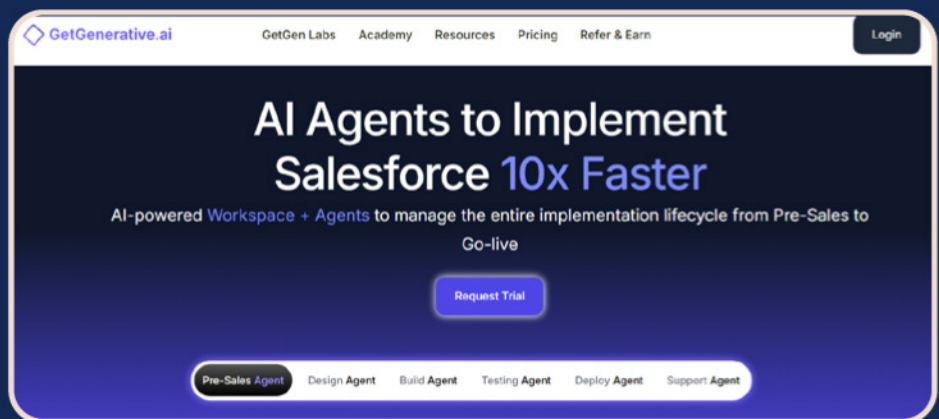 GetGenerative.ai
GetGen Labs Academy Resources Pricing Refer & Earn
Login
AI Agents to Implement
Salesforce 10x Faster
AI-powered Workspace + Agents to manage the entire implementation lifecycle from Pre-Sales to
Go-live
Request Trial
Pre-Sales Agent Design Agent Build Agent Testing Agent Deploy Agent Support Agent